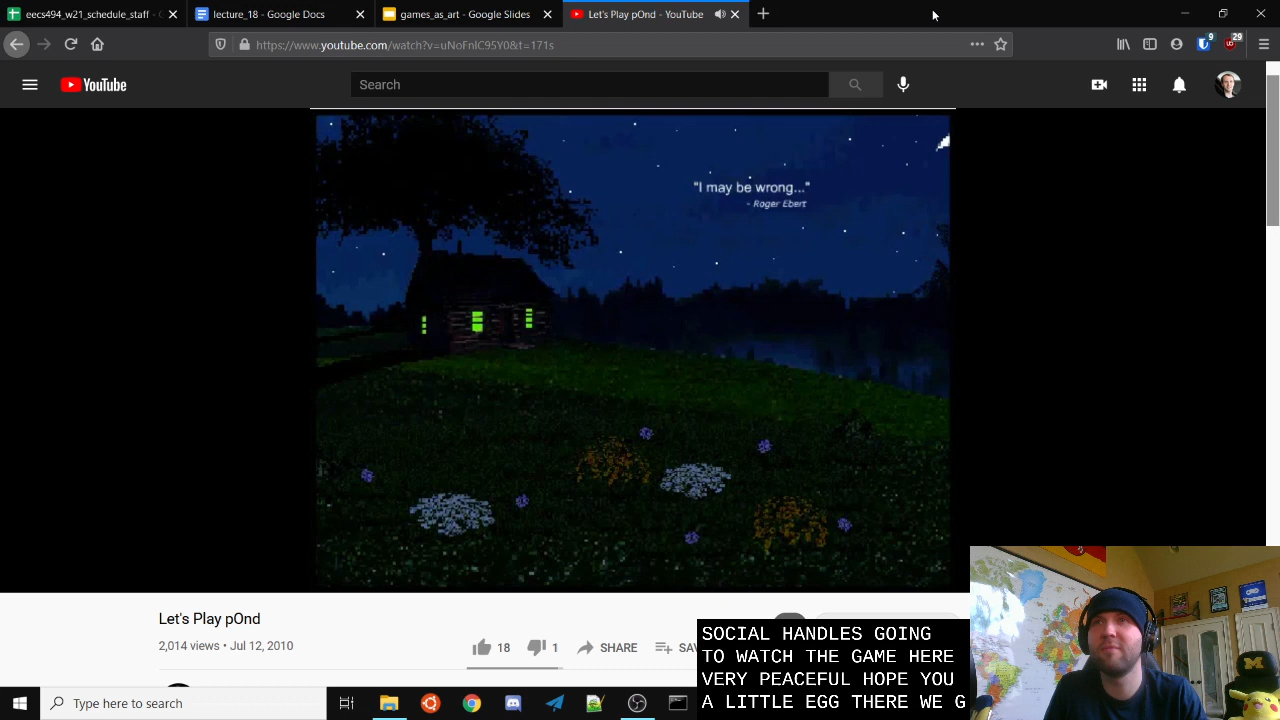 eecs494_w21_schedule_staff -
lecture_18 - Google Docs
games_as_art - Google Slides
Let's Play pOnd - YouTube
https://www.youtube.com/watch?v=uNoFnlC95Y0&t=171s
9
29
YouTube
Search
"I may be wrong..."
- Roger Ebert
Let's Play pOnd
2,014 views • Jul 12, 2010
18
1
SHARE
SAV
SOCIAL HANDLES GOING
TO WATCH THE GAME HERE
VERY PEACEFUL HOPE YOU
A LITTLE EGG THERE WE G
M
Type here to search